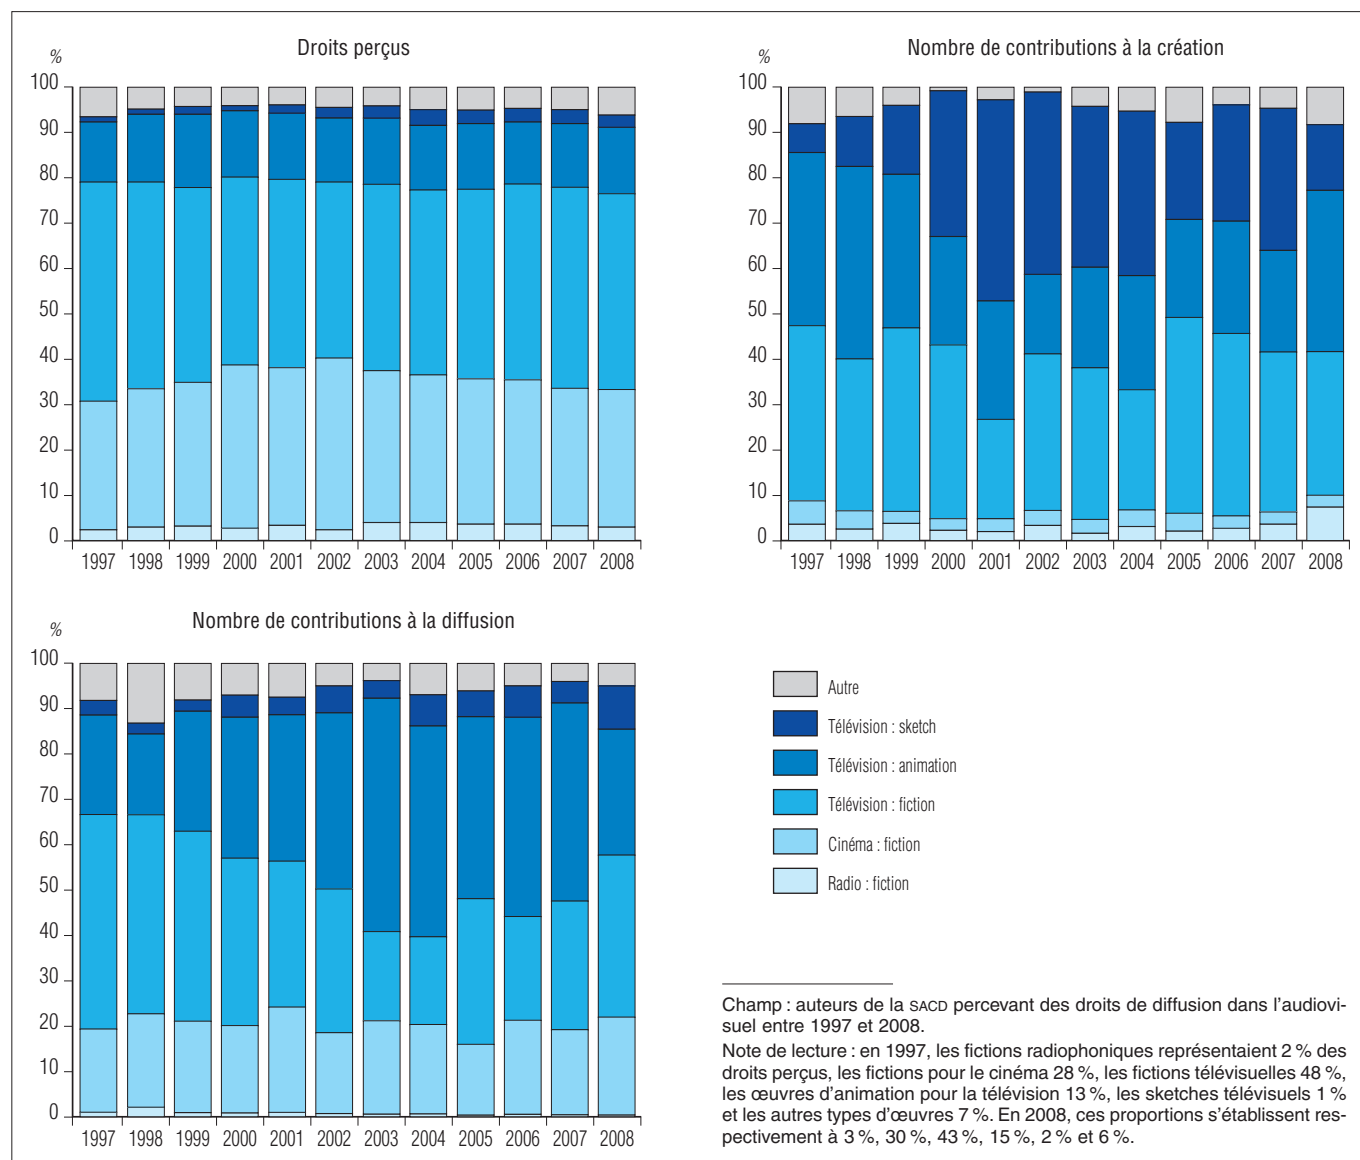 Droits perçus
%
100
90
80
70
60
50
40
30
20
10
0
1997 1998 1999 2000 2001 2002 2003 2004 2005 2006 2007 2008
Nombre de contributions à la création
%
100
90
80
70
60
50
40
30
20
10
0
1997 1998 1999 2000 2001 2002 2003 2004 2005 2006 2007 2008
Nombre de contributions à la diffusion
%
100
90
80
70
60
50
40
30
20
10
0
1997 1998 1999 2000 2001 2002 2003 2004 2005 2006 2007 2008
Autre
Télévision : sketch
Télévision : animation
Télévision : fiction
Cinéma : fiction
Radio : fiction
Champ : auteurs de la SACD percevant des droits de diffusion dans l'audiovi-
suel entre 1997 et 2008.
Note de lecture : en 1997, les fictions radiophoniques représentaient 2 % des
droits perçus, les fictions pour le cinéma 28 %, les fictions télévisuelles 48 %,
les œuvres d'animation pour la télévision 13 %, les sketches télévisuels 1 %
et les autres types d'œuvres 7 %. En 2008, ces proportions s'établissent res-
pectivement à 3 %, 30 %, 43 %, 15 %, 2 % et 6 %.